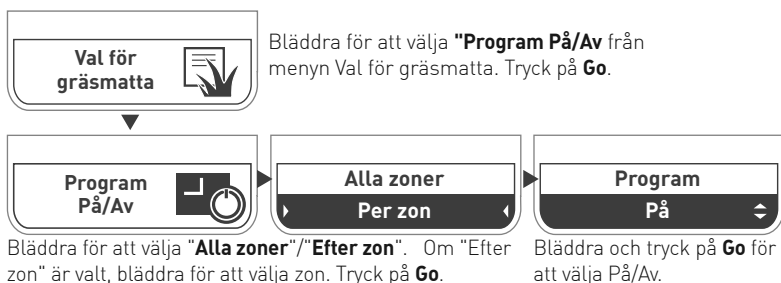 Val för
gräsmatta
Bläddra för att välja "Program På/Av från
menyn Val för gräsmatta. Tryck på Go.
Program
På/Av
Alla zoner
Per zon
Program
På
Bläddra för att välja "Alla zoner"/"Efter zon". Om "Efter
zon" är valt, bläddra för att välja zon. Tryck på Go.
Bläddra och tryck på Go för
att välja På/Av.